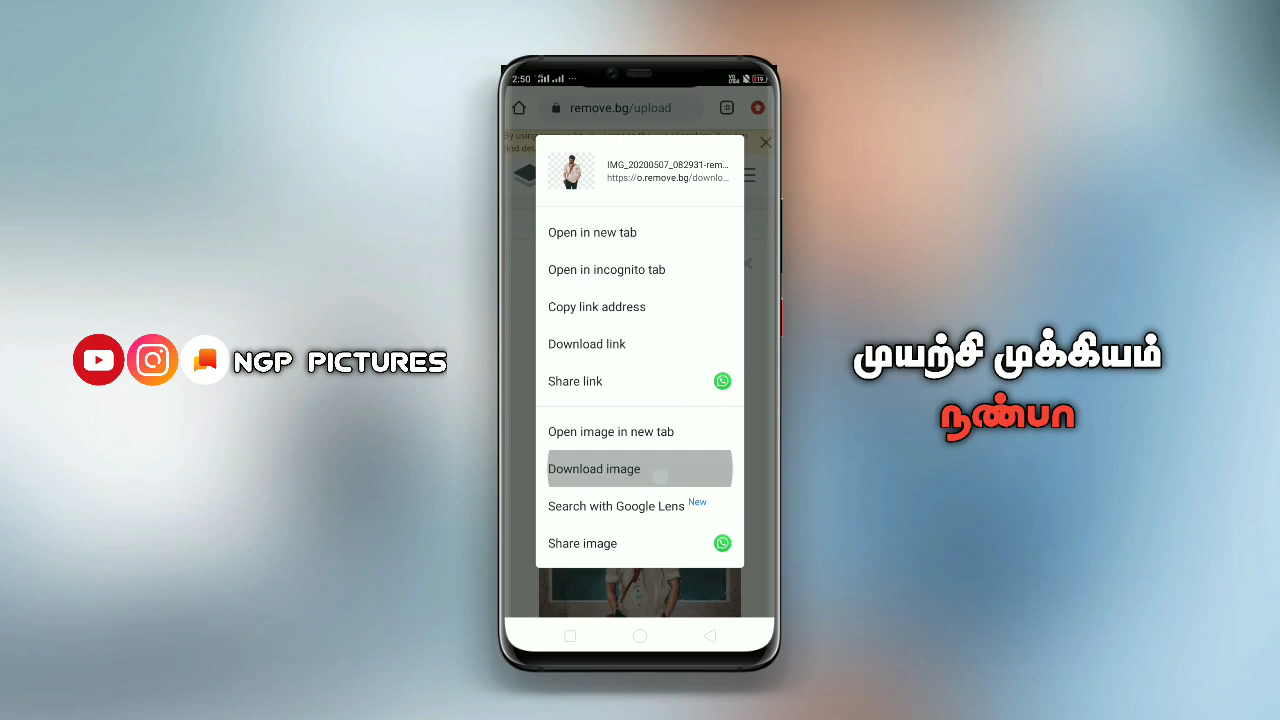 2:50
19
remove.bg/upload
:D
IMG_20200507_082931-rem...
https://o.remove.bg/downlo...
Open in new tab
Open in incognito tab
Copy link address
Download link
Share link
Open image in new tab
Download image
Search with Google Lens New
Share image
NGP PICTURES
முயற்சி முக்கியம்
நண்பா